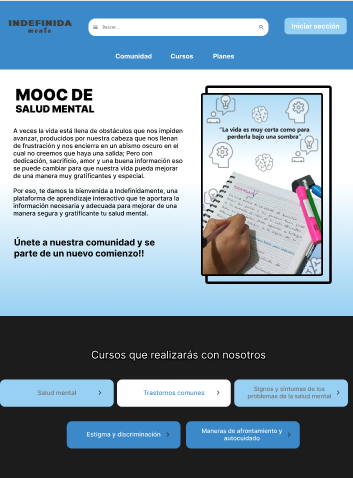 INDEFINIDA
mente
Buscar...
Iniciar sección
Comunidad Cursos Planes
MOOC DE
SALUD MENTAL
A veces la vida está llena de obstáculos que nos impiden
avanzar, producidos por nuestra cabeza que nos llenan
de frustración y nos encierra en un abismo oscuro en el
cual no creemos que haya una salida; Pero con
dedicación, sacrificio, amor y una buena información eso
se puede cambiar para que nuestra vida pueda mejorar
de una manera muy gratificantes y especial.
Por eso, te damos la bienvenida a Indefinidamente, una
plataforma de aprendizaje interactivo que te aportara la
información necesaria y adecuada para mejorar de una
manera segura y gratificante tu salud mental.
Únete a nuestra comunidad y se
parte de un nuevo comienzo!!
"La vida es muy corta como para
perderla bajo una sombra"
Cursos que realizarás con nosotros
Salud mental
Trastornos comunes
Signos y síntomas de los
problemas de la salud mental
Estigma y discriminación
Maneras de afrontamiento y
autocuidado